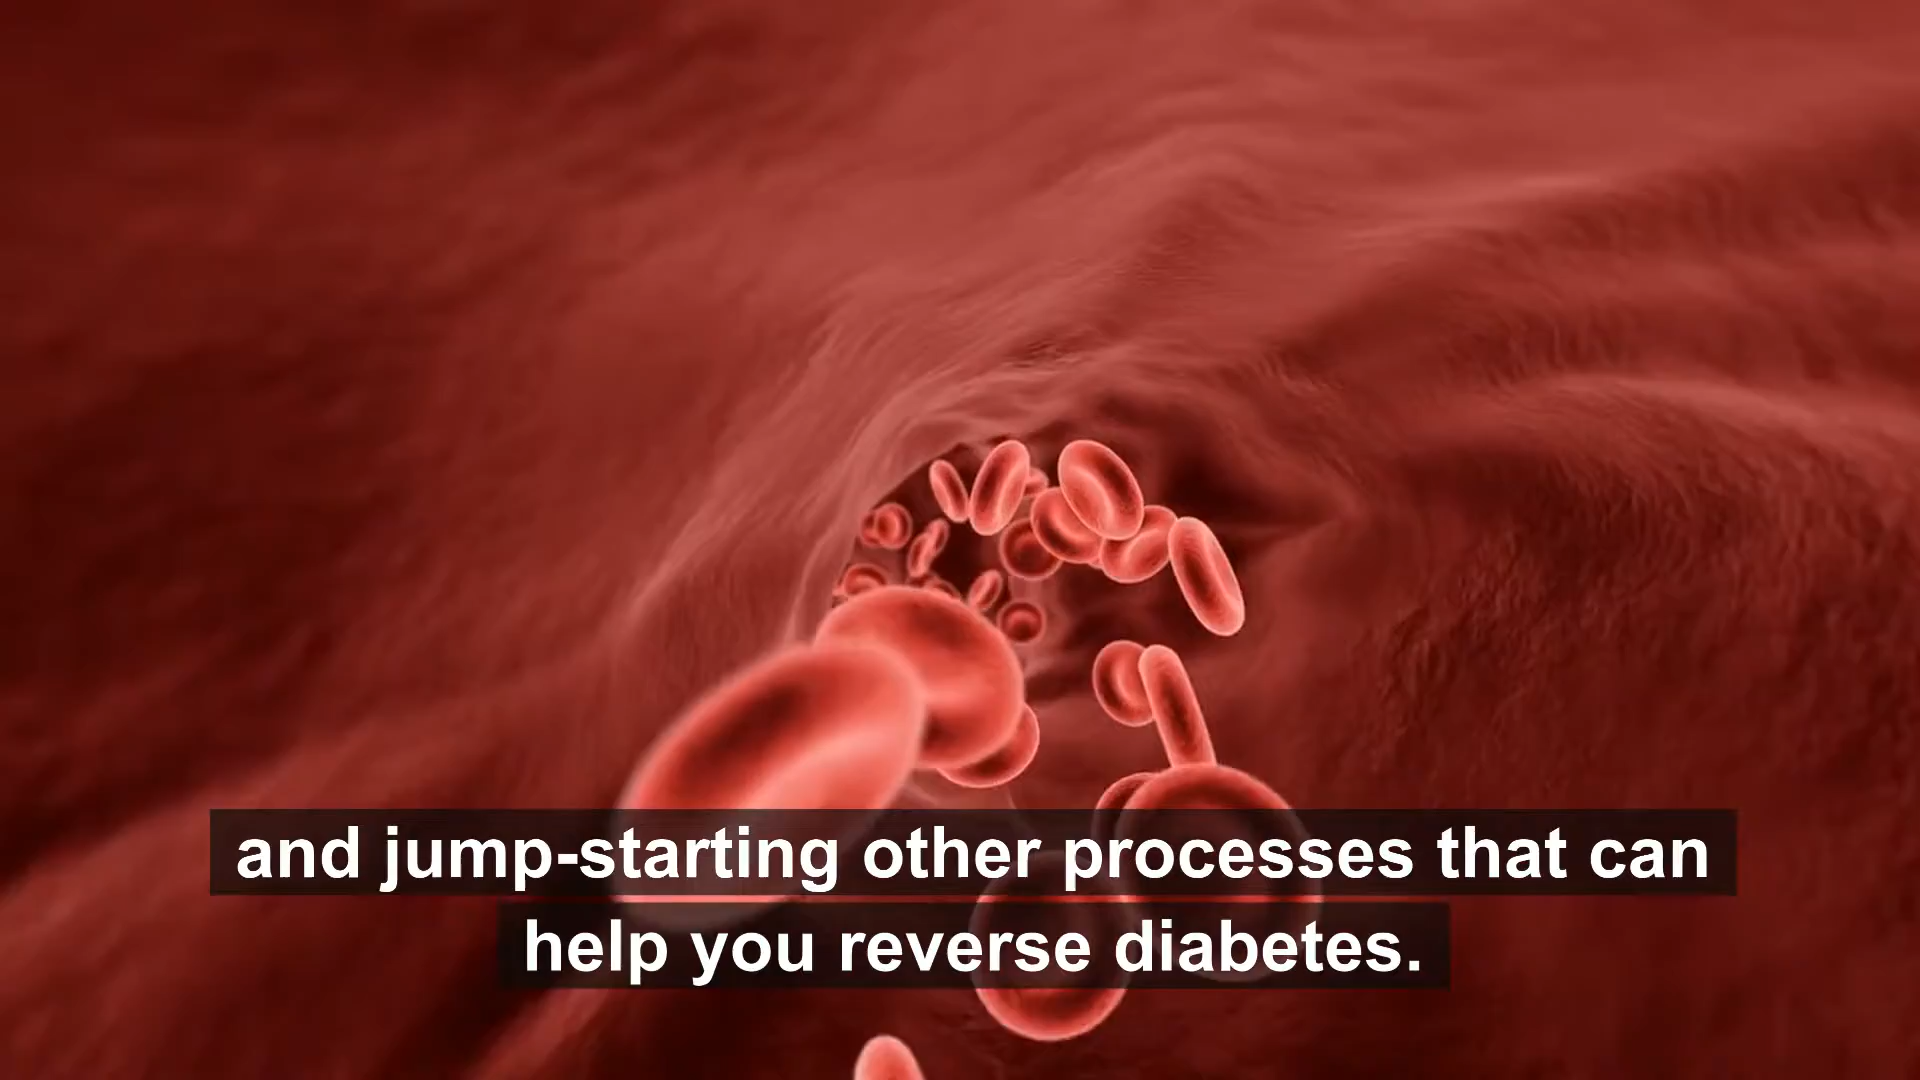 and jump-starting other processes that can
help you reverse diabetes.